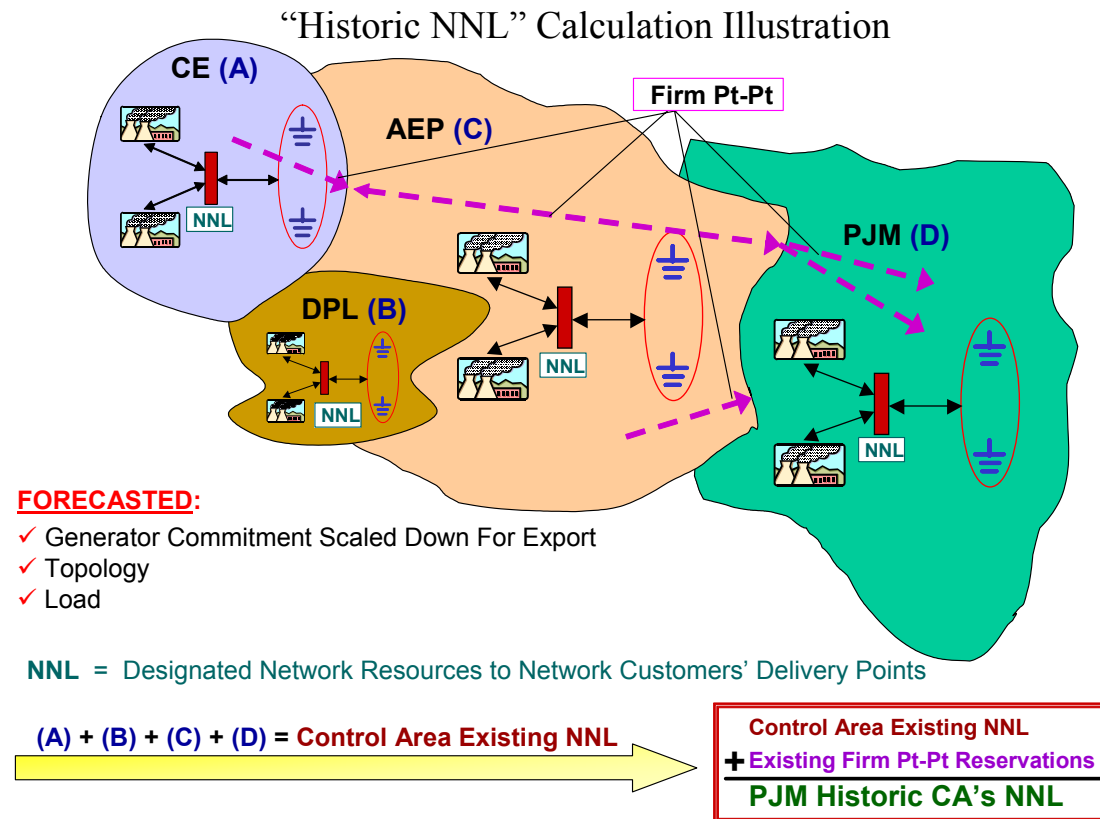 “Historic NNL” Calculation Illustration
CE (A)
Firm Pt-Pt
AEP (C)
NNL
PJM (D)
DPL (B)
NNL
NNL
NNL
FORECASTED:
✓ Generator Commitment Scaled Down For Export
✓ Topology
✓ Load
NNL = Designated Network Resources to Network Customers’ Delivery Points
(A) + (B) + (C) + (D) = Control Area Existing NNL
Control Area Existing NNL
+ Existing Firm Pt-Pt Reservations
PJM Historic CA’s NNL